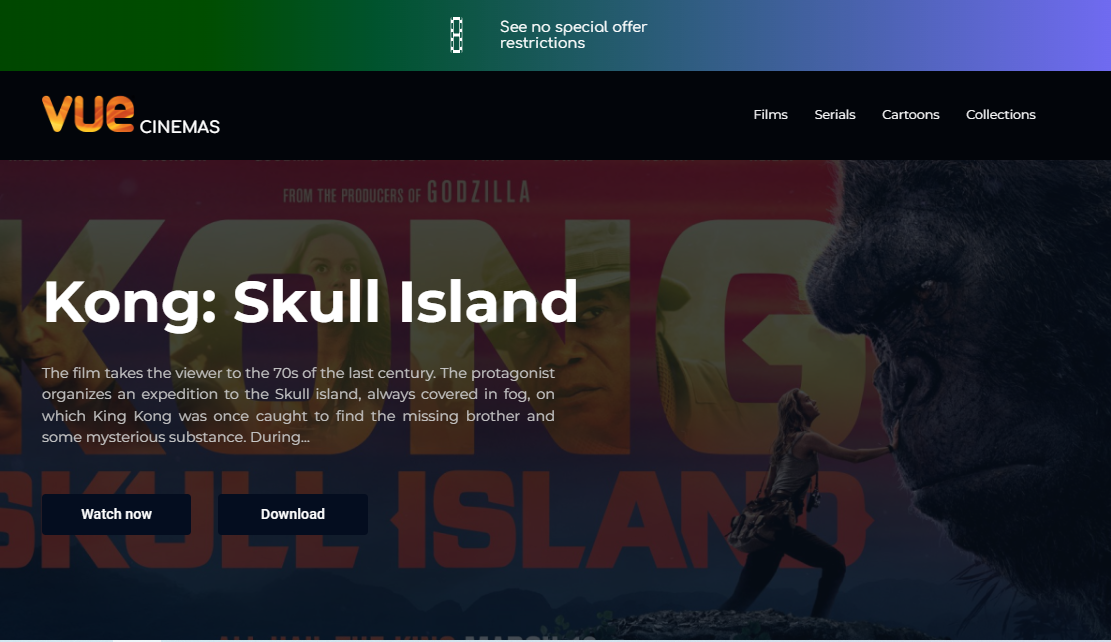 See no special offer
restrictions
vue CINEMAS
Films Serials Cartoons Collections
FROM THE PRODUCERS OF GODZILLA
KONG
Kong: Skull Island
The film takes the viewer to the 70s of the last century. The protagonist
organizes an expedition to the Skull island, always covered in fog, on
which King Kong was once caught to find the missing brother and
some mysterious substance. During...
SKULL ISLAND
Watch now Download